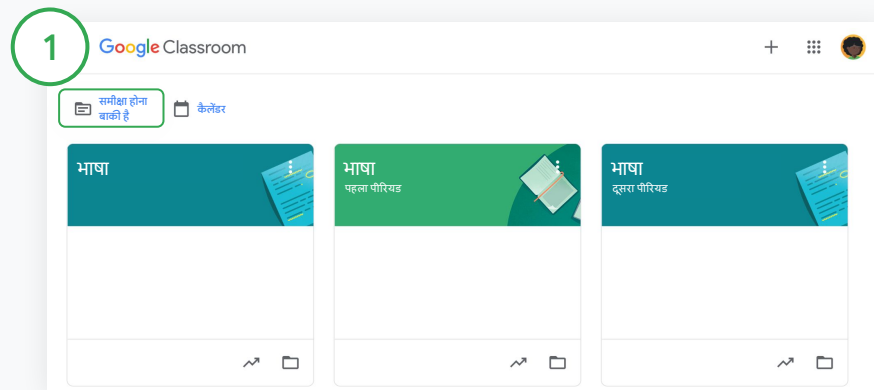 1
Google Classroom
समीक्षा होना
बाकी है
कैलेंडर
भाषा
भाषा
पहला पीरियड
भाषा
दूसरा पीरियड